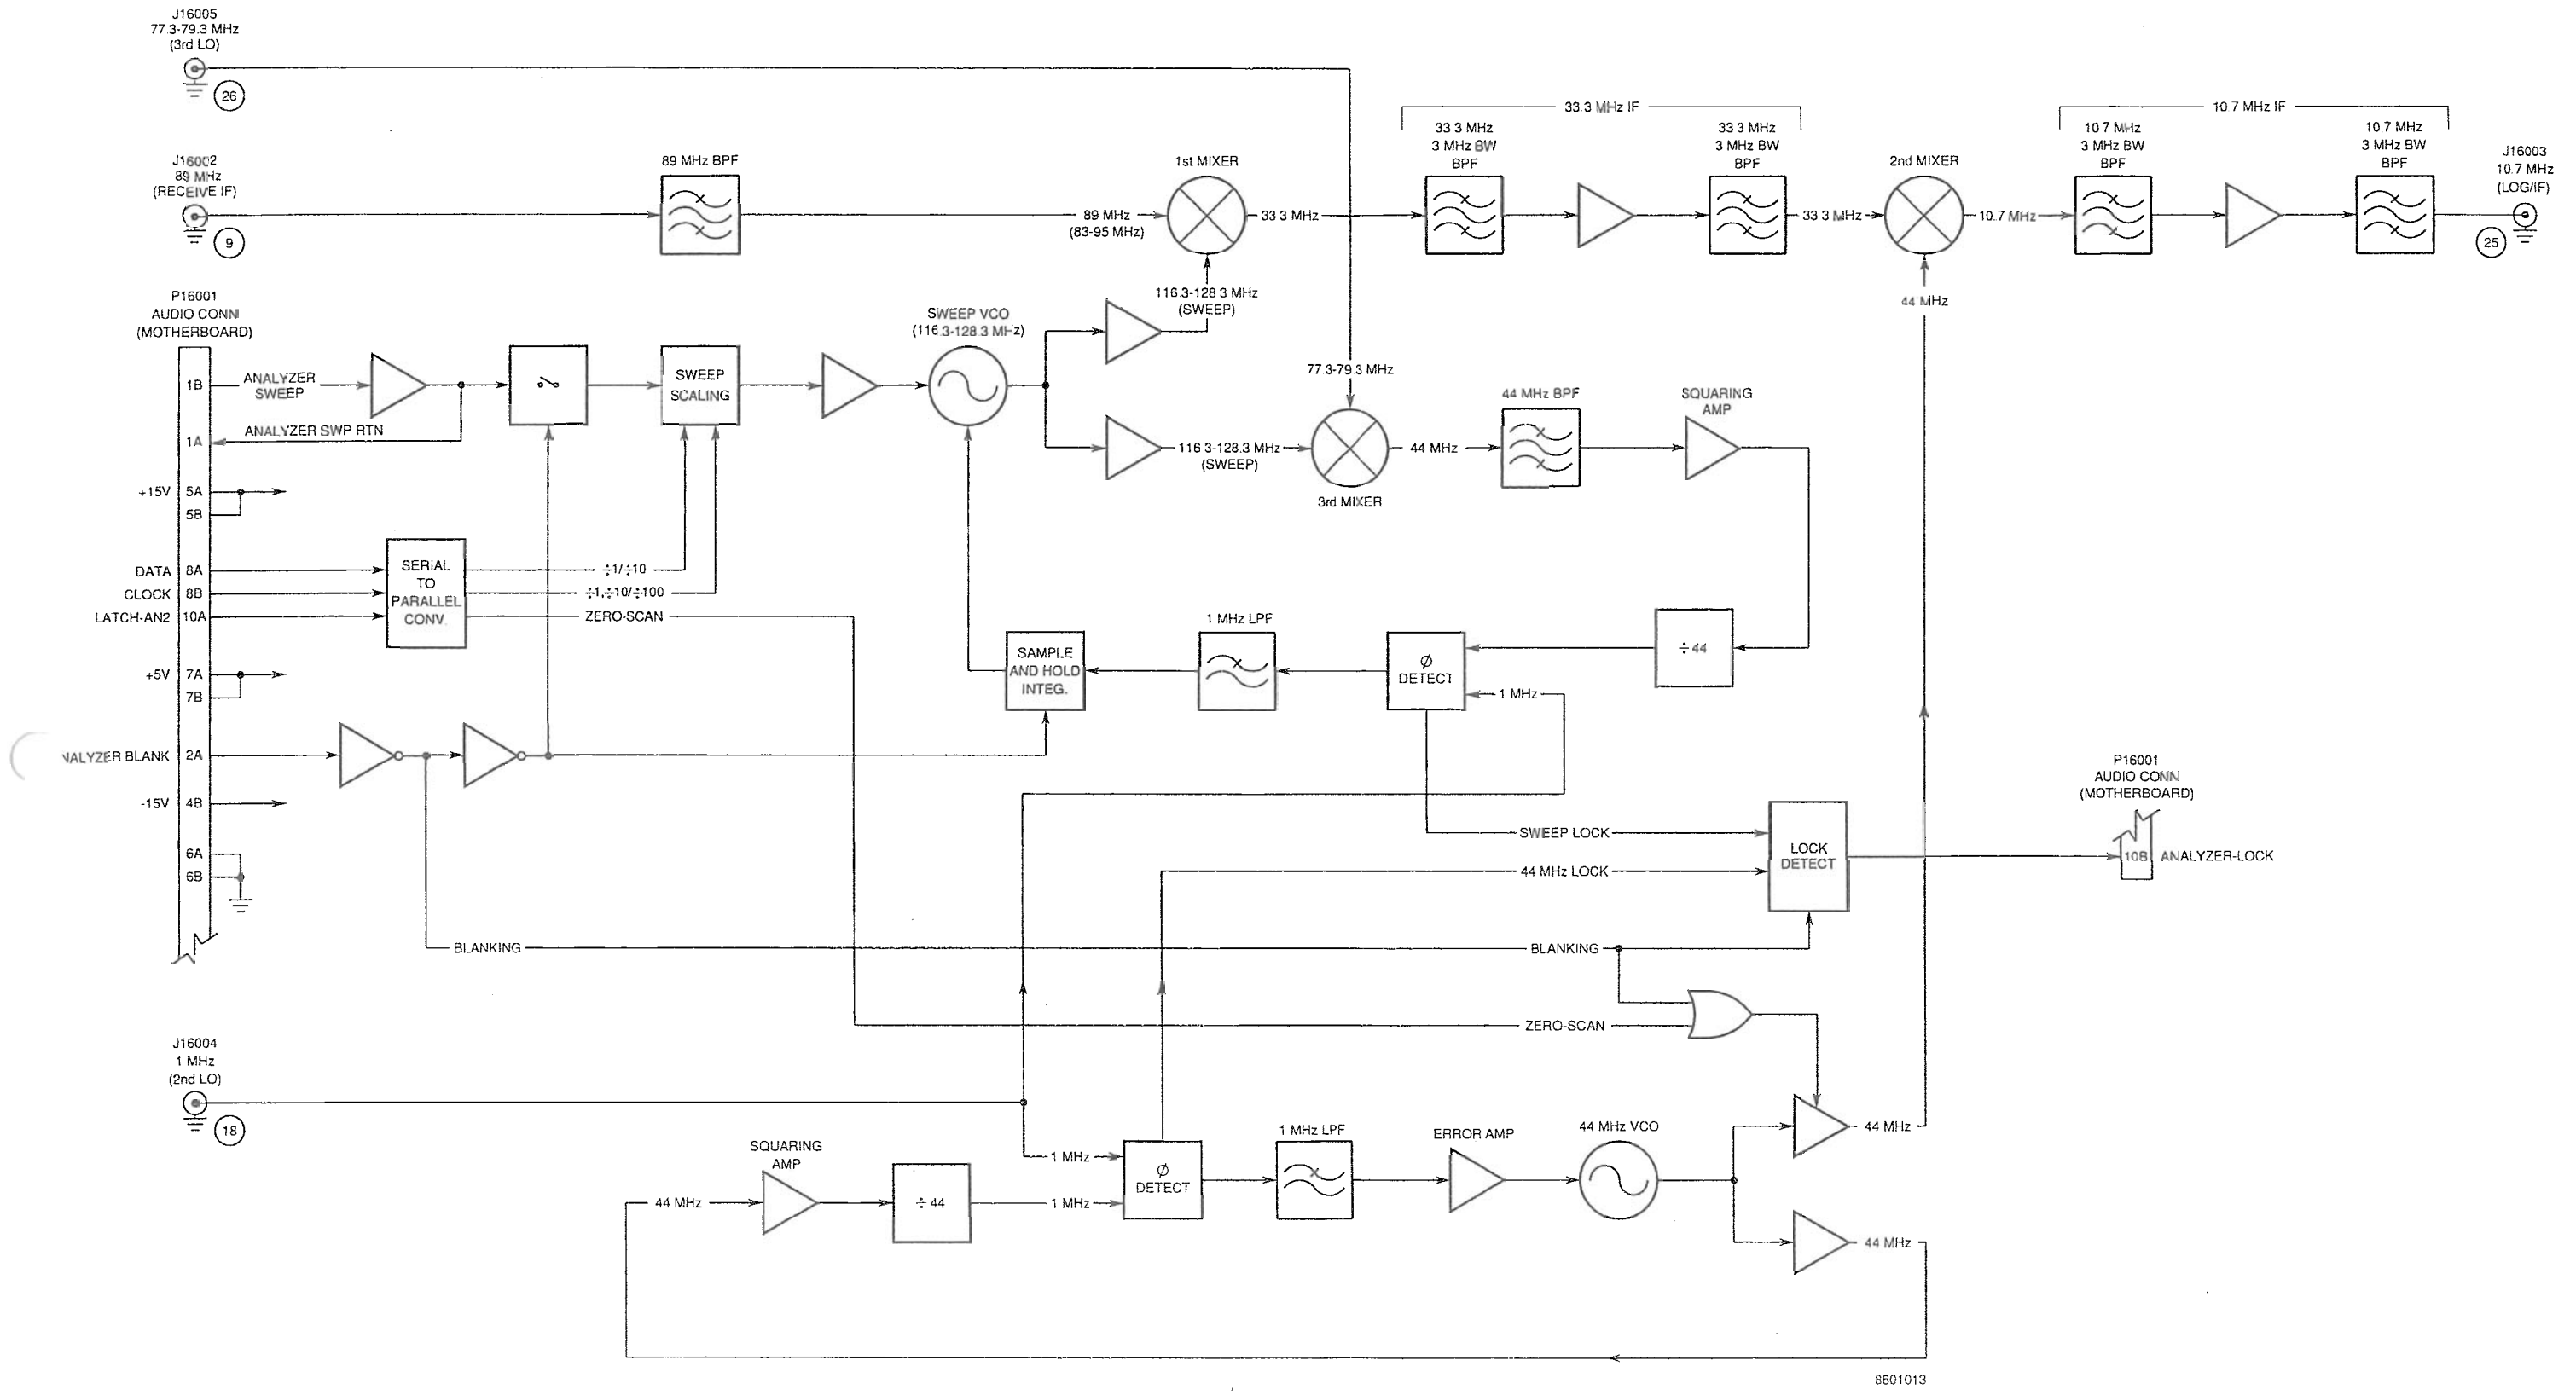 J16005
77.3-79.3 MHz
(3rd LO)
26
J16002
89 MHz
(RECEIVE IF)
9
89 MHz BPF
89 MHz
(83-95 MHz)
1st MIXER
33 3 MHz
33.3 MHz IF
33 3 MHz
3 MHz BW
BPF
33 3 MHz
3 MHz BW
BPF
33 3 MHz
2nd MIXER
10.7 MHz
10 7 MHz IF
10 7 MHz
3 MHz BW
BPF
10.7 MHz
3 MHz BW
BPF
J16003
10.7 MHz
(LOG/IF)
25
44 MHz
P16001
AUDIO CONN
(MOTHERBOARD)
1B
ANALYZER
SWEEP
1A
ANALYZER SWP RTN
SWEEP
SCALING
SWEEP VCO
(116 3-128 3 MHz)
116 3-128 3 MHz
(SWEEP)
116 3-128.3 MHz
(SWEEP)
77.3-79 3 MHz
3rd MIXER
44 MHz
44 MHz BPF
SQUARING
AMP
+15V
5A
5B
DATA
8A
CLOCK
8B
LATCH-AN2
10A
SERIAL
TO
PARALLEL
CONV
÷1/÷10
÷1,÷10/÷100
ZERO-SCAN
+5V
7A
7B
SAMPLE
AND HOLD
INTEG.
1 MHz LPF
Ø
DETECT
÷44
1 MHz
NALYZER BLANK
2A
-15V
4B
6A
6B
SWEEP LOCK
44 MHz LOCK
LOCK
DETECT
P16001
AUDIO CONN
(MOTHERBOARD)
10B
ANALYZER-LOCK
BLANKING
BLANKING
ZERO-SCAN
J16004
1 MHz
(2nd LO)
18
44 MHz
SQUARING
AMP
÷44
1 MHz
1 MHz
Ø
DETECT
1 MHz LPF
ERROR AMP
44 MHz VCO
44 MHz
44 MHz
8601013